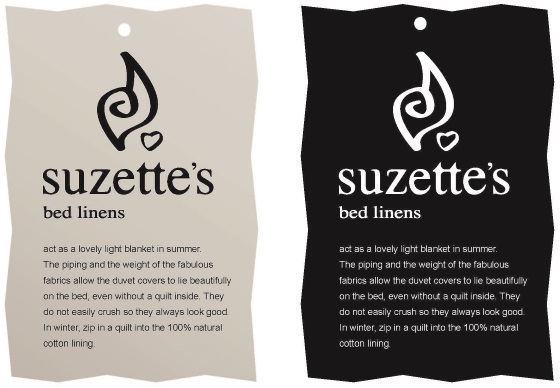 suzette's
bed linens
act as a lovely light blanket in summer.
The piping and the weight of the fabulous
fabrics allow the duvet covers to lie beautifully
on the bed, even without a quilt inside. They
do not easily crush so they always look good.
In winter, zip in a quilt into the 100% natural
cotton lining.
suzette's
bed linens
act as a lovely light blanket in summer.
The piping and the weight of the fabulous
fabrics allow the duvet covers to lie beautifully
on the bed, even without a quilt inside. They
do not easily crush so they always look good.
In winter, zip in a quilt into the 100% natural
cotton lining.